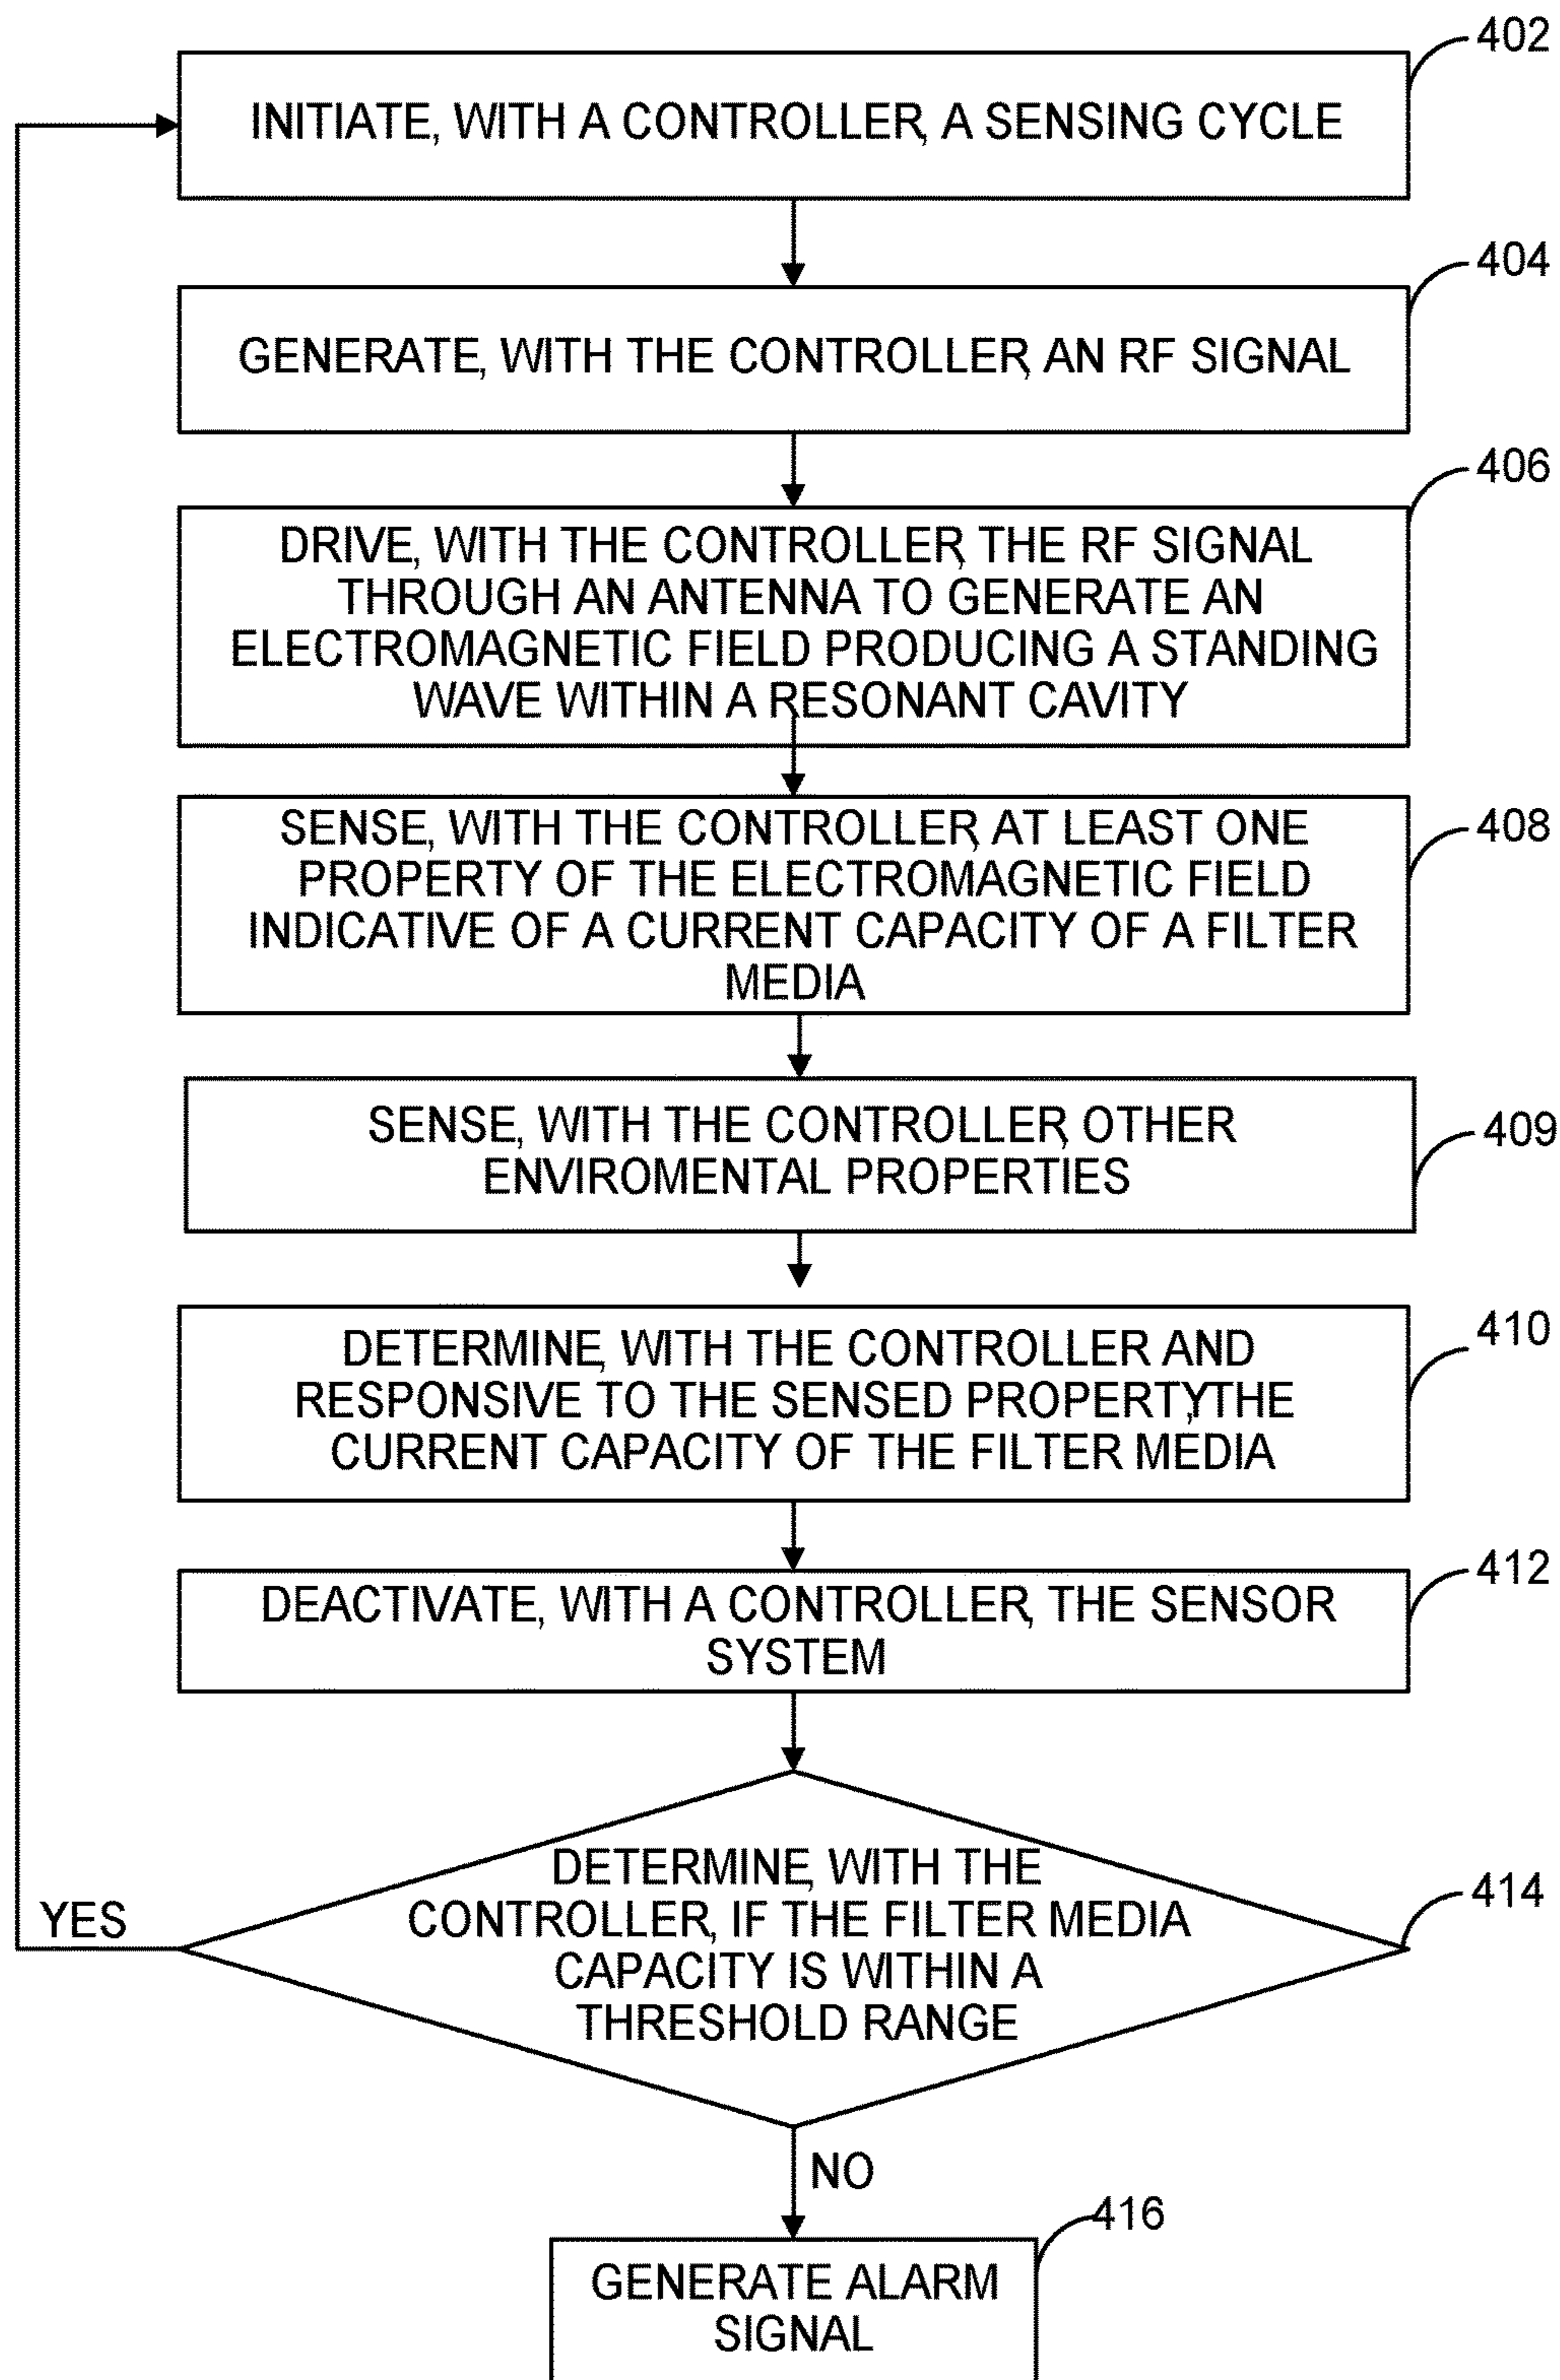 402
INITIATE, WITH A CONTROLLER, A SENSING CYCLE
404
GENERATE, WITH THE CONTROLLER, AN RF SIGNAL
406
DRIVE, WITH THE CONTROLLER, THE RF SIGNAL
THROUGH AN ANTENNA TO GENERATE AN
ELECTROMAGNETIC FIELD PRODUCING A STANDING
WAVE WITHIN A RESONANT CAVITY
408
SENSE, WITH THE CONTROLLER, AT LEAST ONE
PROPERTY OF THE ELECTROMAGNETIC FIELD
INDICATIVE OF A CURRENT CAPACITY OF A FILTER
MEDIA
409
SENSE, WITH THE CONTROLLER, OTHER
ENVIROMENTAL PROPERTIES
410
DETERMINE, WITH THE CONTROLLER AND
RESPONSIVE TO THE SENSED PROPERTY, THE
CURRENT CAPACITY OF THE FILTER MEDIA
412
DEACTIVATE, WITH A CONTROLLER, THE SENSOR
SYSTEM
414
DETERMINE, WITH THE
CONTROLLER, IF THE FILTER MEDIA
CAPACITY IS WITHIN A
THRESHOLD RANGE
YES
NO
416
GENERATE ALARM
SIGNAL